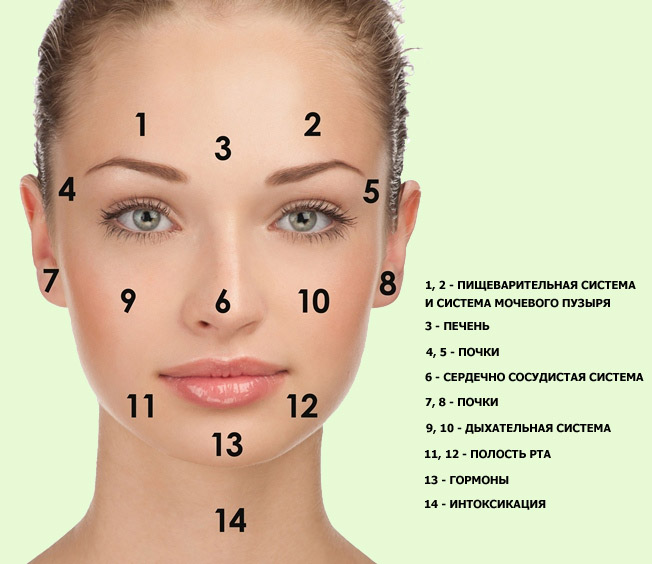 1
2
3
4
5
7
8
9
6
10
11
12
13
14
1, 2 - ПИЩЕВАРИТЕЛЬНАЯ СИСТЕМА
И СИСТЕМА МОЧЕВОГО ПУЗЫРЯ
3 - ПЕЧЕНЬ
4, 5 - ПОЧКИ
6 - СЕРДЕЧНО СОСУДИСТАЯ СИСТЕМА
7, 8 - ПОЧКИ
9, 10 - ДЫХАТЕЛЬНАЯ СИСТЕМА
11, 12 - ПОЛОСТЬ РТА
13 - ГОРМОНЫ
14 - ИНТОКСИКАЦИЯ